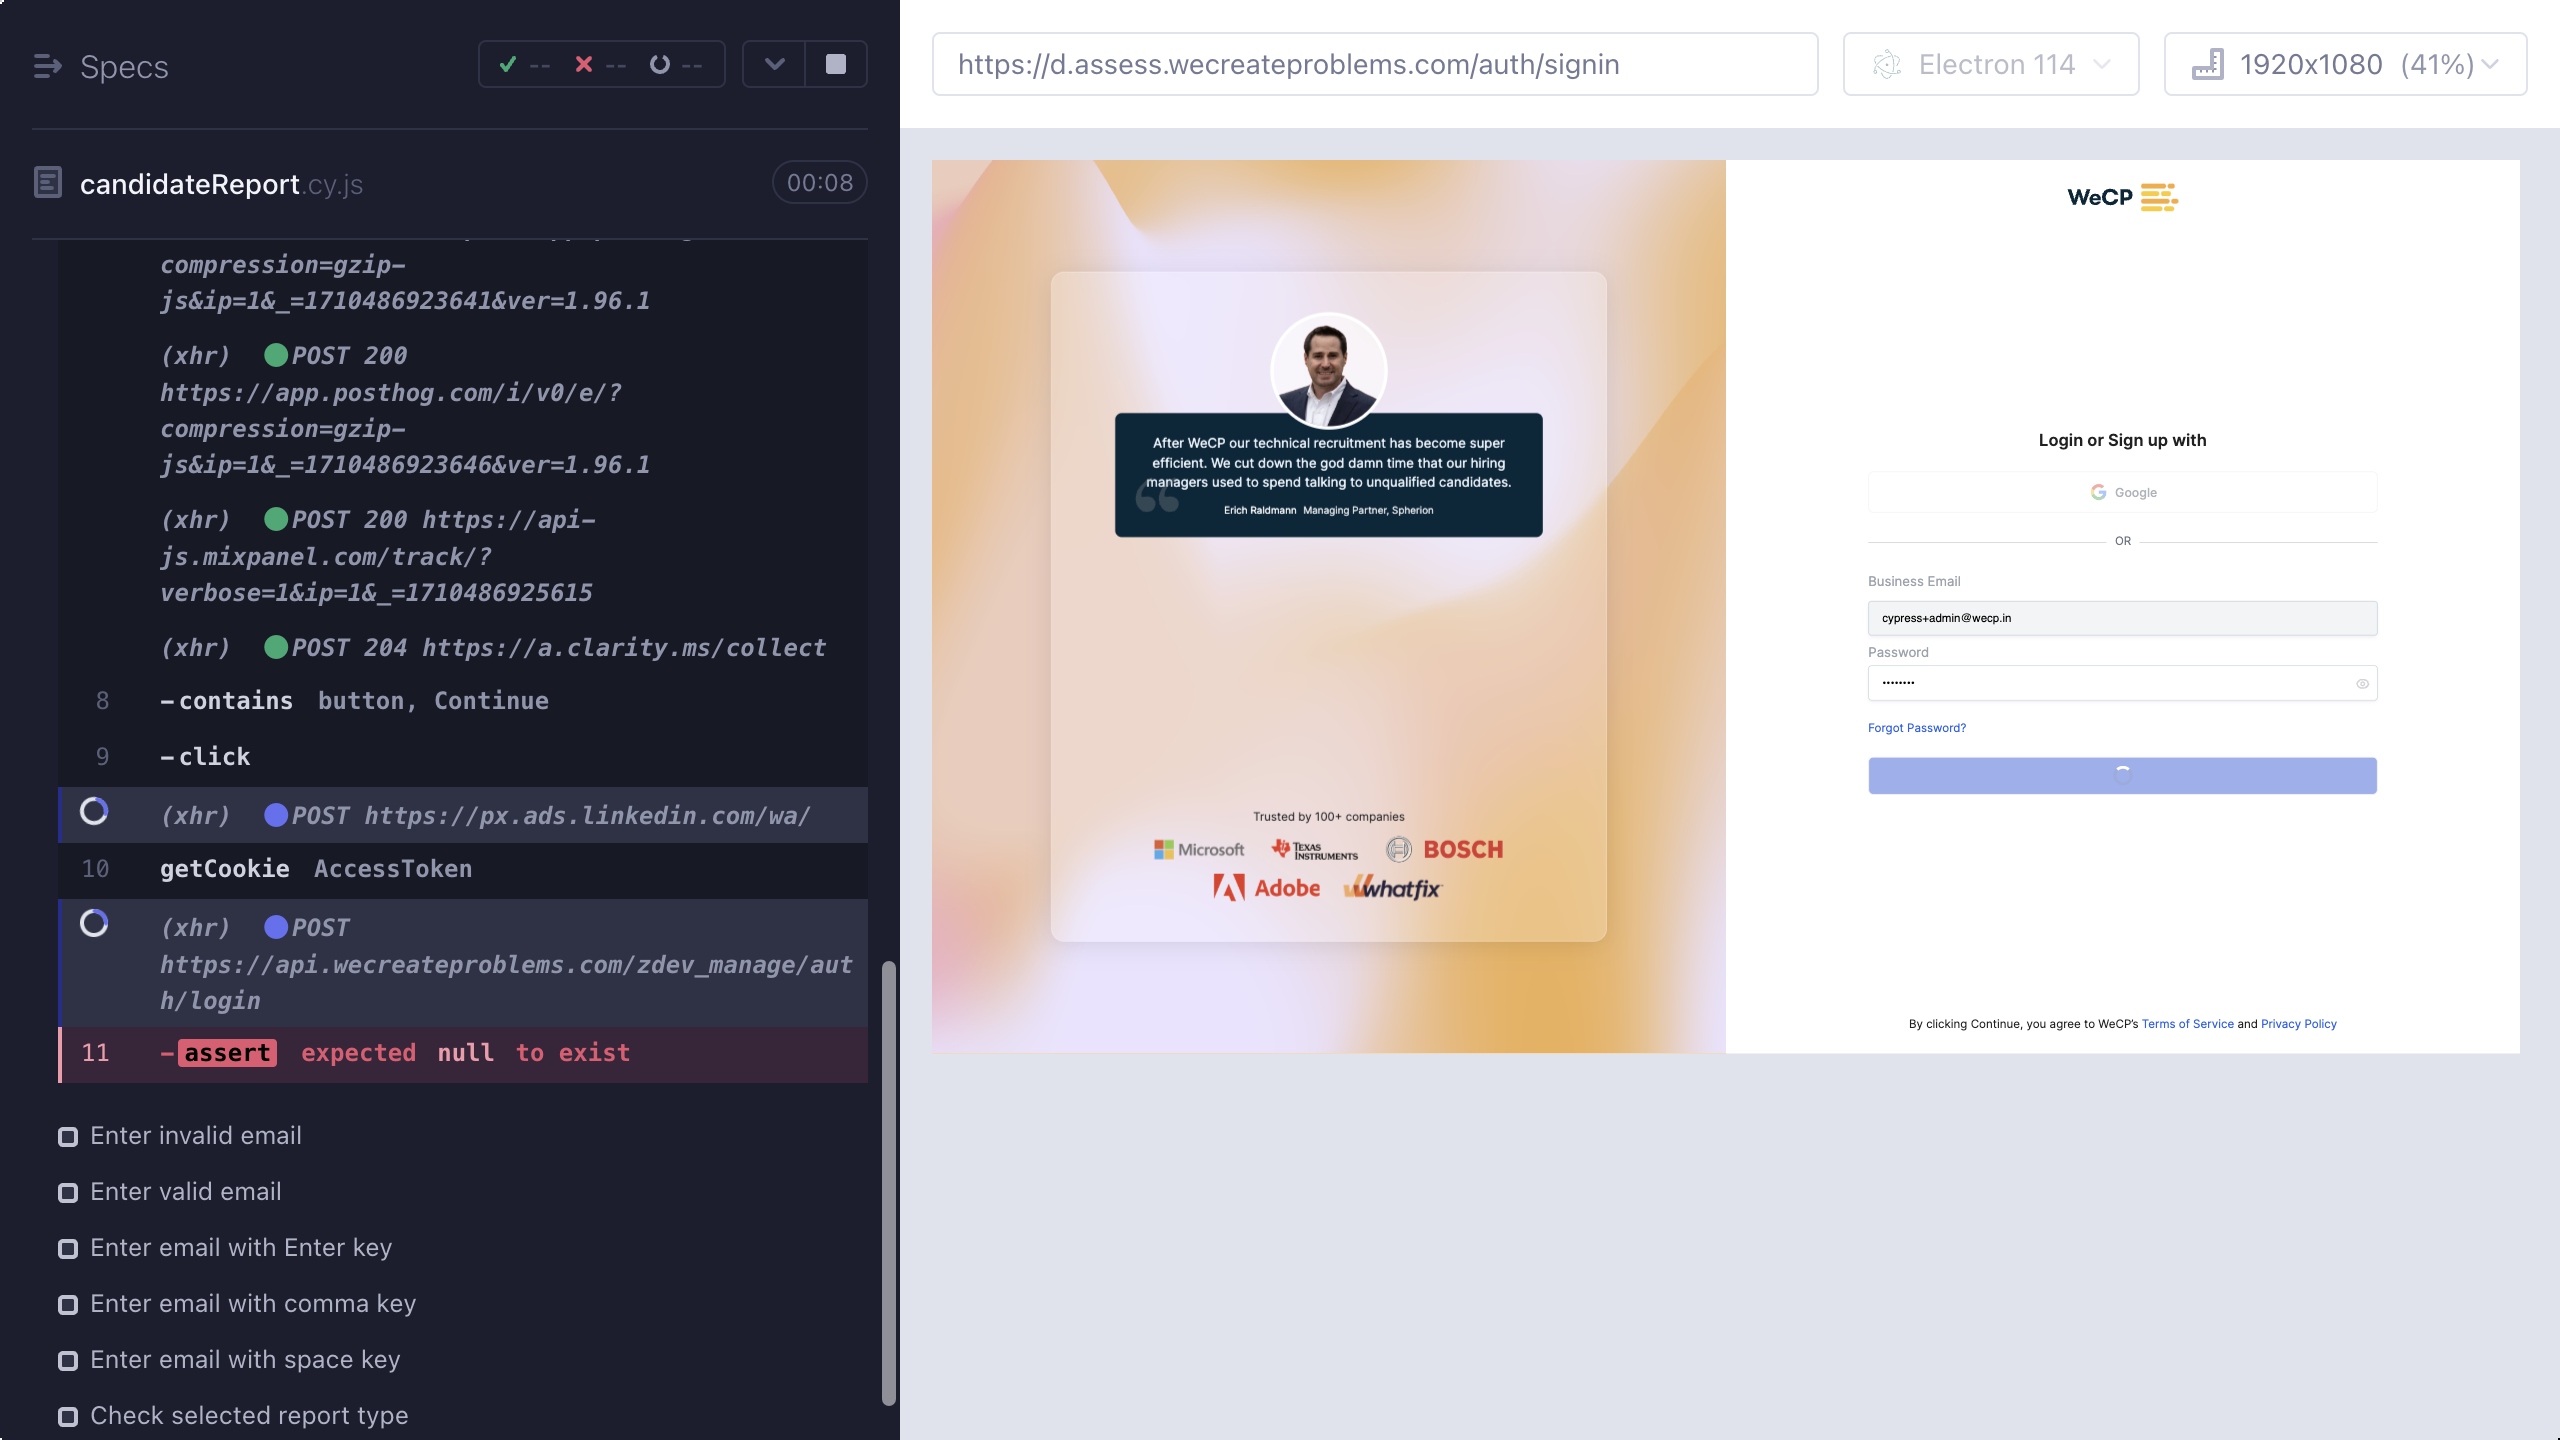 Specs
--
--
--
candidateReport.cy.js
00:08
compression=gzip-
js&ip=1&_=1710486923641&ver=1.96.1
(xhr) POST 200
https://app.posthog.com/i/v0/e/?
compression=gzip-
js&ip=1&_=1710486923646&ver=1.96.1
(xhr) POST 200 https://api-
js.mixpanel.com/track/?
verbose=1&ip=1&_=1710486925615
(xhr) POST 204 https://a.clarity.ms/collect
8 -contains button, Continue
9 -click
(xhr) POST https://px.ads.linkedin.com/wa/
10 getCookie AccessToken
(xhr) POST
https://api.wecreateproblems.com/zdev_manage/aut
h/login
11 -assert expected null to exist
Enter invalid email
Enter valid email
Enter email with Enter key
Enter email with comma key
Enter email with space key
Check selected report type
https://d.assess.wecreateproblems.com/auth/signin
Electron 114
1920x1080 (41%)
After WeCP our technical recruitment has become super
efficient. We cut down the god damn time that our hiring
managers used to spend talking to unqualified candidates.
Erich Raldmann Managing Partner, Spherion
Trusted by 100+ companies
Microsoft
TEXAS
INSTRUMENTS
BOSCH
Adobe
whatfix
WeCP
Login or Sign up with
Google
OR
Business Email
cypress+admin@wecp.in
Password
••••••••
Forgot Password?
By clicking Continue, you agree to WeCP's Terms of Service and Privacy Policy